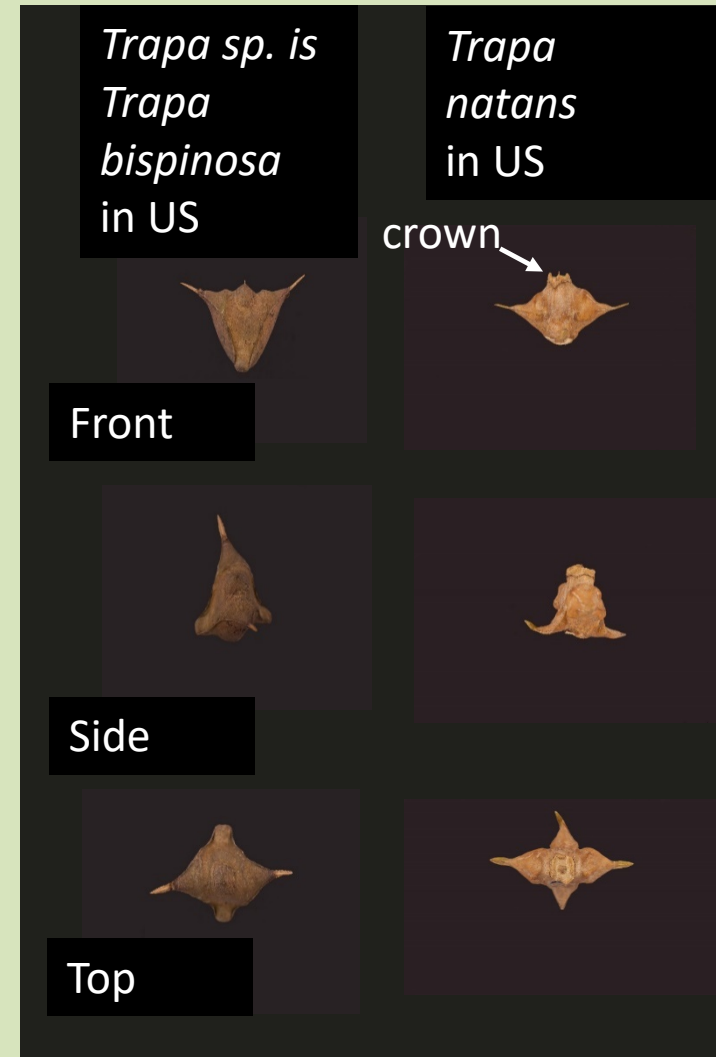 Trapa sp. is
Trapa
bispinosa
in US
Trapa
natans
in US
crown
Front
Side
Top